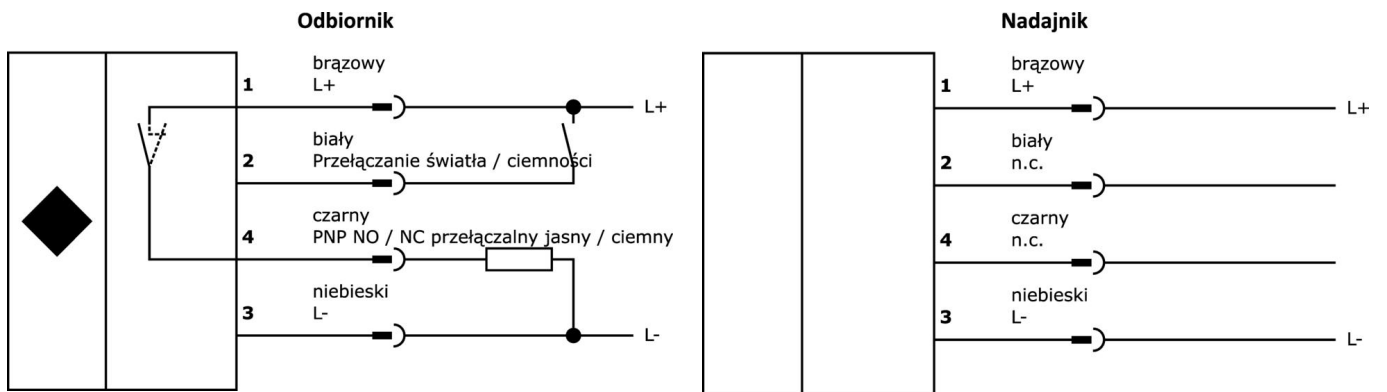 Odbiornik
brązowy
1 L+
L+
biały
2 Przełączanie światła / ciemności
czarny
4 PNP NO / NC przełączalny jasny / ciemny
niebieski
3 L-
L-
Nadajnik
brązowy
1 L+
L+
biały
2 n.c.
czarny
4 n.c.
niebieski
3 L-
L-